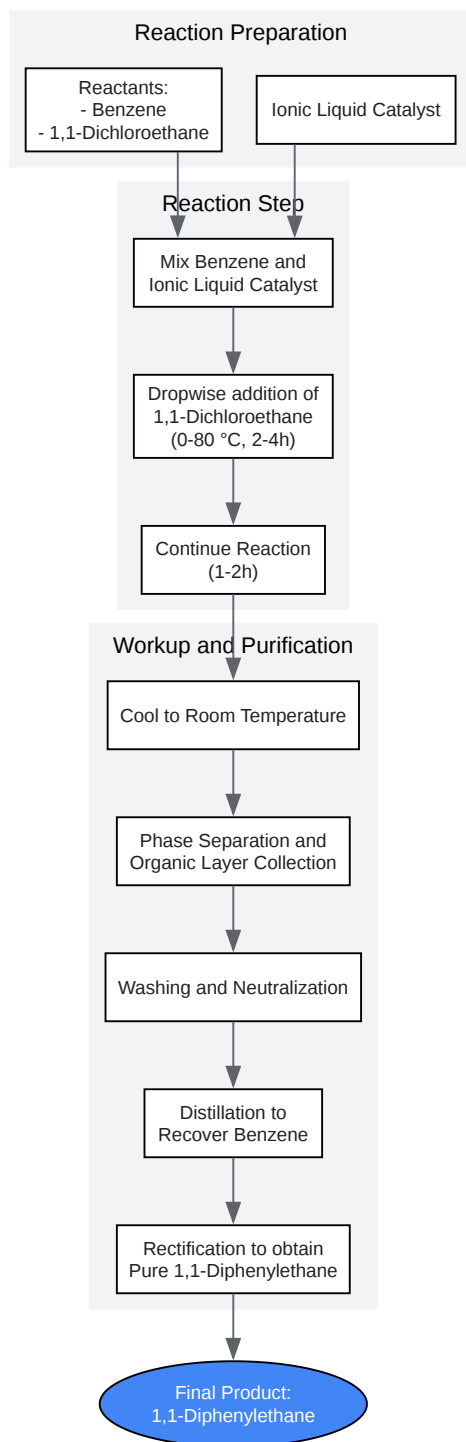 Reaction Preparation
Reactants:
- Benzene
- 1,1-Dichloroethane
Ionic Liquid Catalyst
Reaction Step
Mix Benzene and
Ionic Liquid Catalyst
Dropwise addition of
1,1-Dichloroethane
(0-80 °C, 2-4h)
Continue Reaction
(1-2h)
Workup and Purification
Cool to Room Temperature
Phase Separation and
Organic Layer Collection
Washing and Neutralization
Distillation to
Recover Benzene
Rectification to obtain
Pure 1,1-Diphenylethane
Final Product:
1,1-Diphenylethane